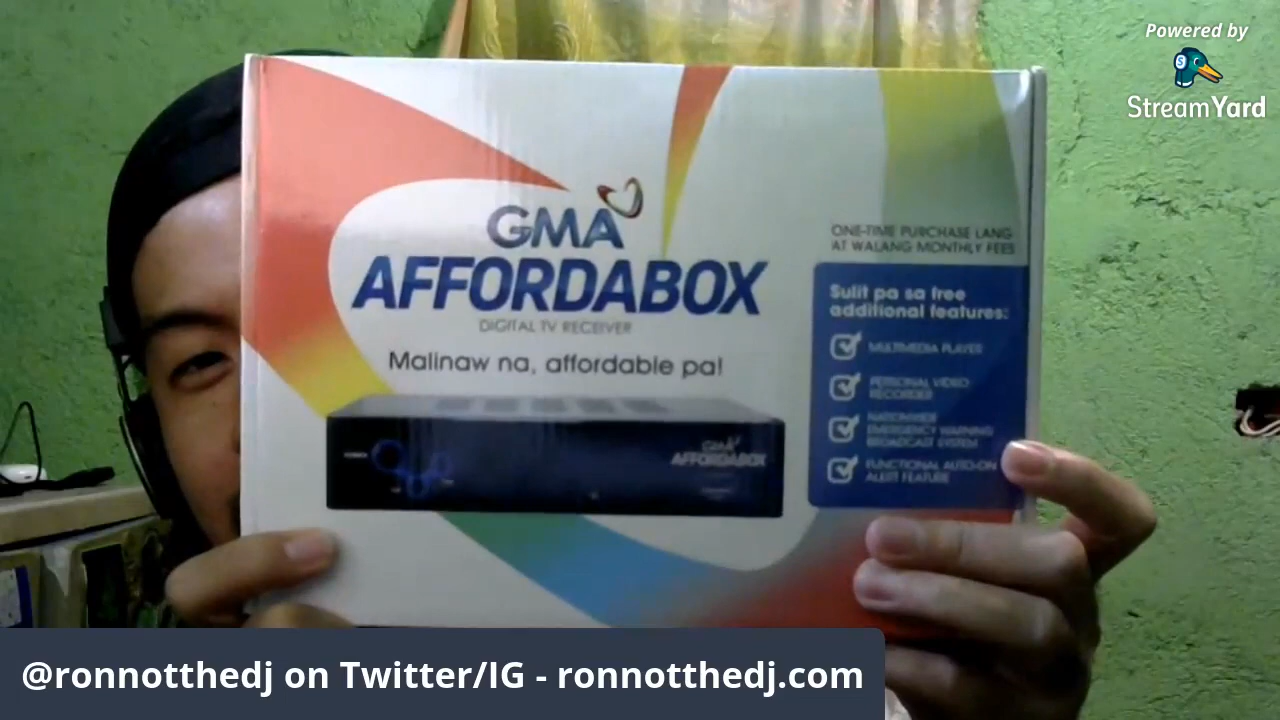 Powered by
StreamYard
GMA
AFFORDABOX
DIGITAL TV RECEIVER
Malinaw na, affordable pa!
ONE-TIME PURCHASE LANG
AT WALANG MONTHLY FEES
Sulit pa sa free
additional features:
MULTIMEDIA PLAYER
PERSONAL VIDEO
RECORDER
NATIONWIDE
EMERGENCY WARNING
BROADCAST SYSTEM
FUNCTIONAL AUTO-ON
ALERT FEATURE
GMA
AFFORDABOX
@ronnotthedj on Twitter/IG - ronnotthedj.com